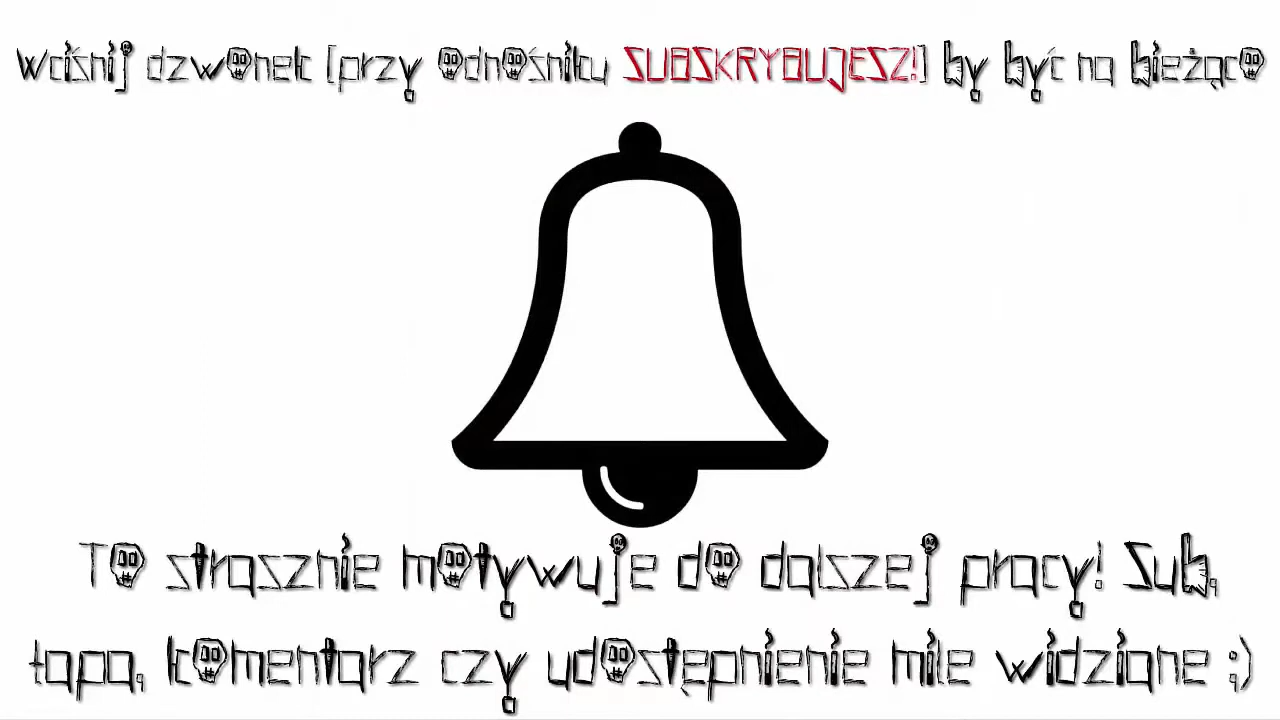 Wciśnij dzwonek [przy odnośniku SUBSKRYBUJESZ!] by być na bieżąco
To strasznie motywuje do dalszej pracy! Sub,
łapa, komentarz czy udostępnienie mile widziane ;)